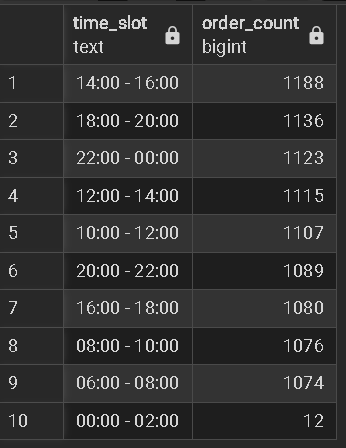 time_slot order_count
text bigint
1 14:00 - 16:00 1188
2 18:00 - 20:00 1136
3 22:00 - 00:00 1123
4 12:00 - 14:00 1115
5 10:00 - 12:00 1107
6 20:00 - 22:00 1089
7 16:00 - 18:00 1080
8 08:00 - 10:00 1076
9 06:00 - 08:00 1074
10 00:00 - 02:00 12